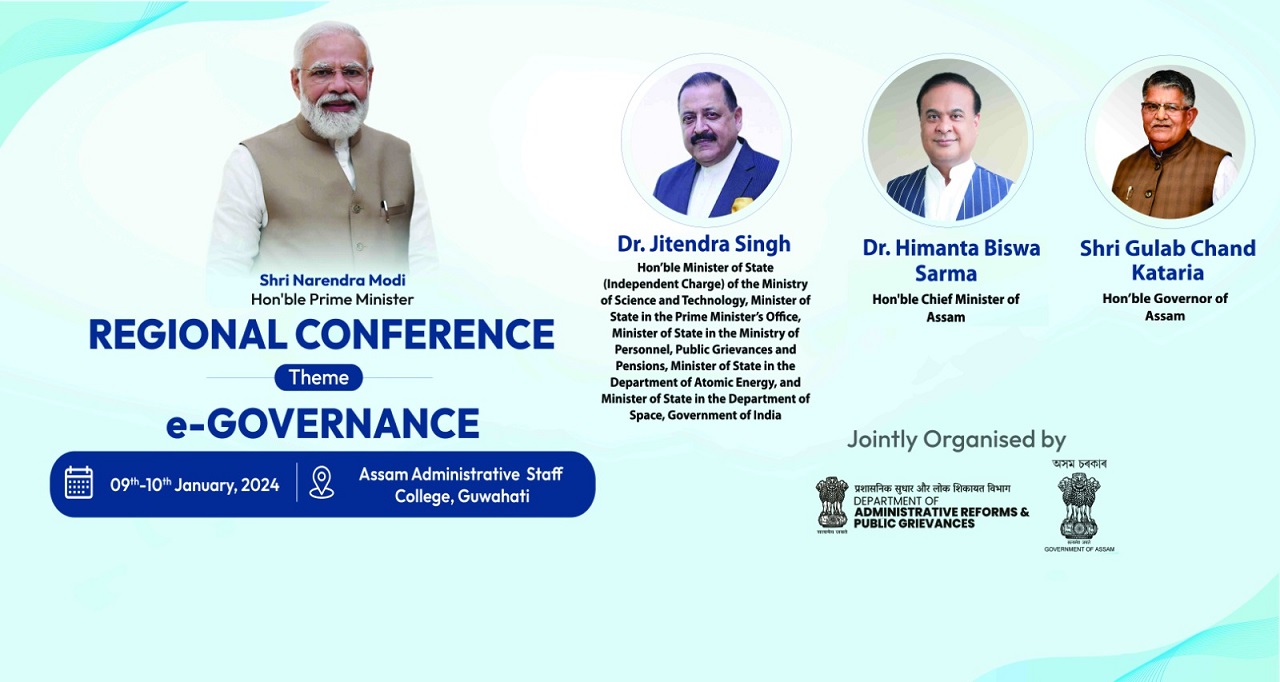 Shri Narendra Modi
Hon'ble Prime Minister
REGIONAL CONFERENCE
Theme
e-GOVERNANCE
09th-10th January, 2024
Assam Administrative Staff
College, Guwahati
Dr. Jitendra Singh
Hon'ble Minister of State
(Independent Charge) of the Ministry
of Science and Technology, Minister of
State in the Prime Minister's Office,
Minister of State in the Ministry of
Personnel, Public Grievances and
Pensions, Minister of State in the
Department of Atomic Energy, and
Minister of State in the Department of
Space, Government of India
Dr. Himanta Biswa
Sarma
Hon'ble Chief Minister of
Assam
Shri Gulab Chand
Kataria
Hon'ble Governor of
Assam
Jointly Organised by
प्रशासनिक सुधार और लोक शिकायत विभाग
DEPARTMENT OF
ADMINISTRATIVE REFORMS &
PUBLIC GRIEVANCES
सत्यमेव जयते
অসম চৰকাৰ
सत्यमेव जयते
GOVERNMENT OF ASSAM